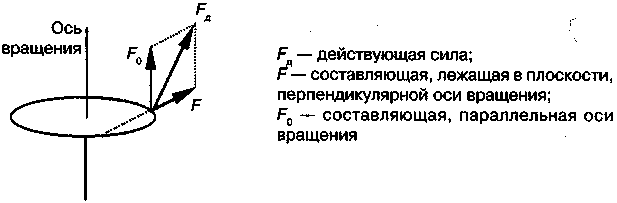 Ось
вращения
Fд
F₀
F
Fд — действующая сила;
F — составляющая, лежащая в плоскости,
перпендикулярной оси вращения;
F₀ — составляющая, параллельная оси
вращения